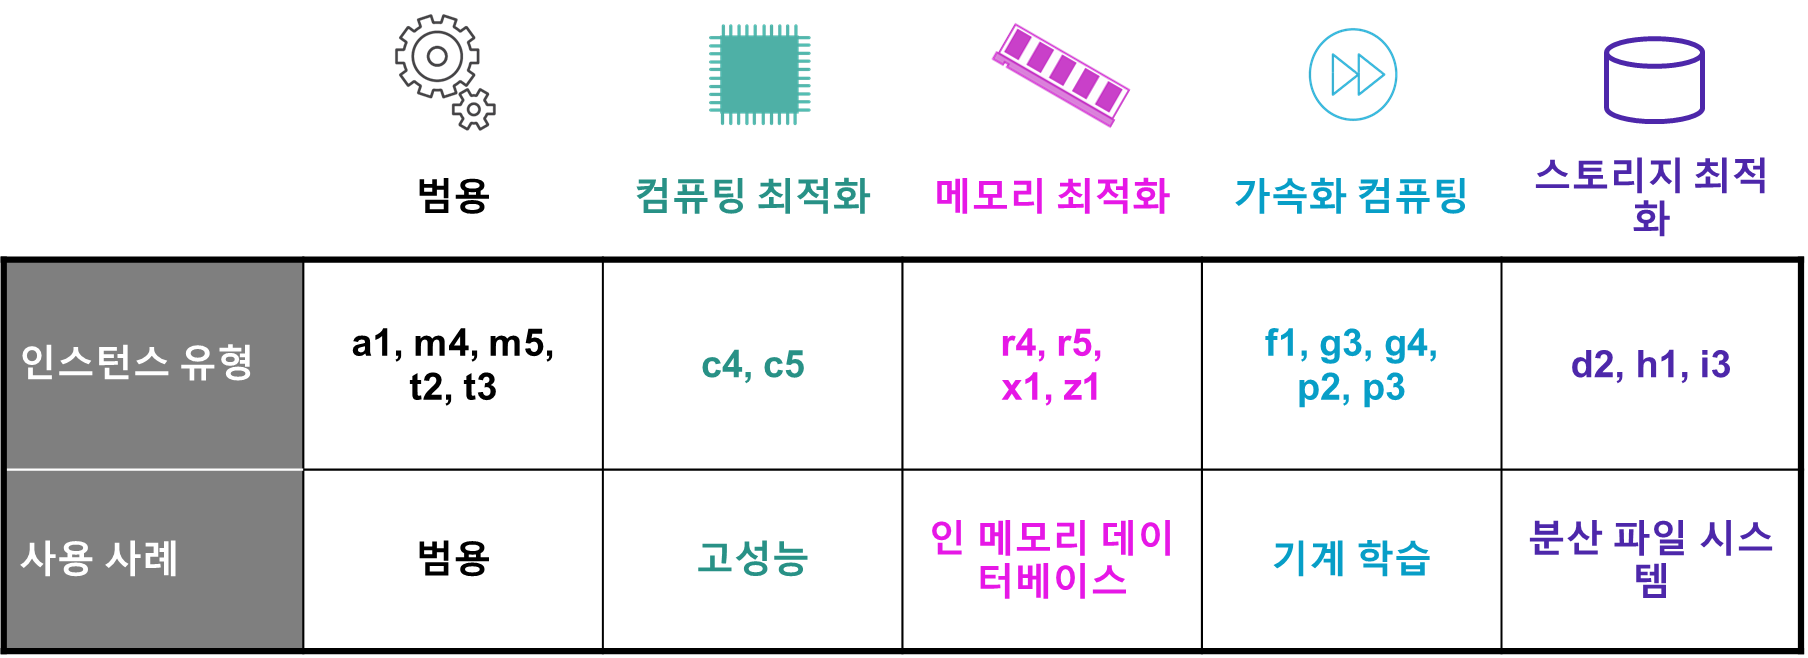 범용
컴퓨팅 최적화
메모리 최적화
가속화 컴퓨팅
스토리지 최적
화
인스턴스 유형
a1, m4, m5,
t2, t3
c4, c5
r4, r5,
x1, z1
f1, g3, g4,
p2, p3
d2, h1, i3
사용 사례
범용
고성능
인 메모리 데이
터베이스
기계 학습
분산 파일 시스
템